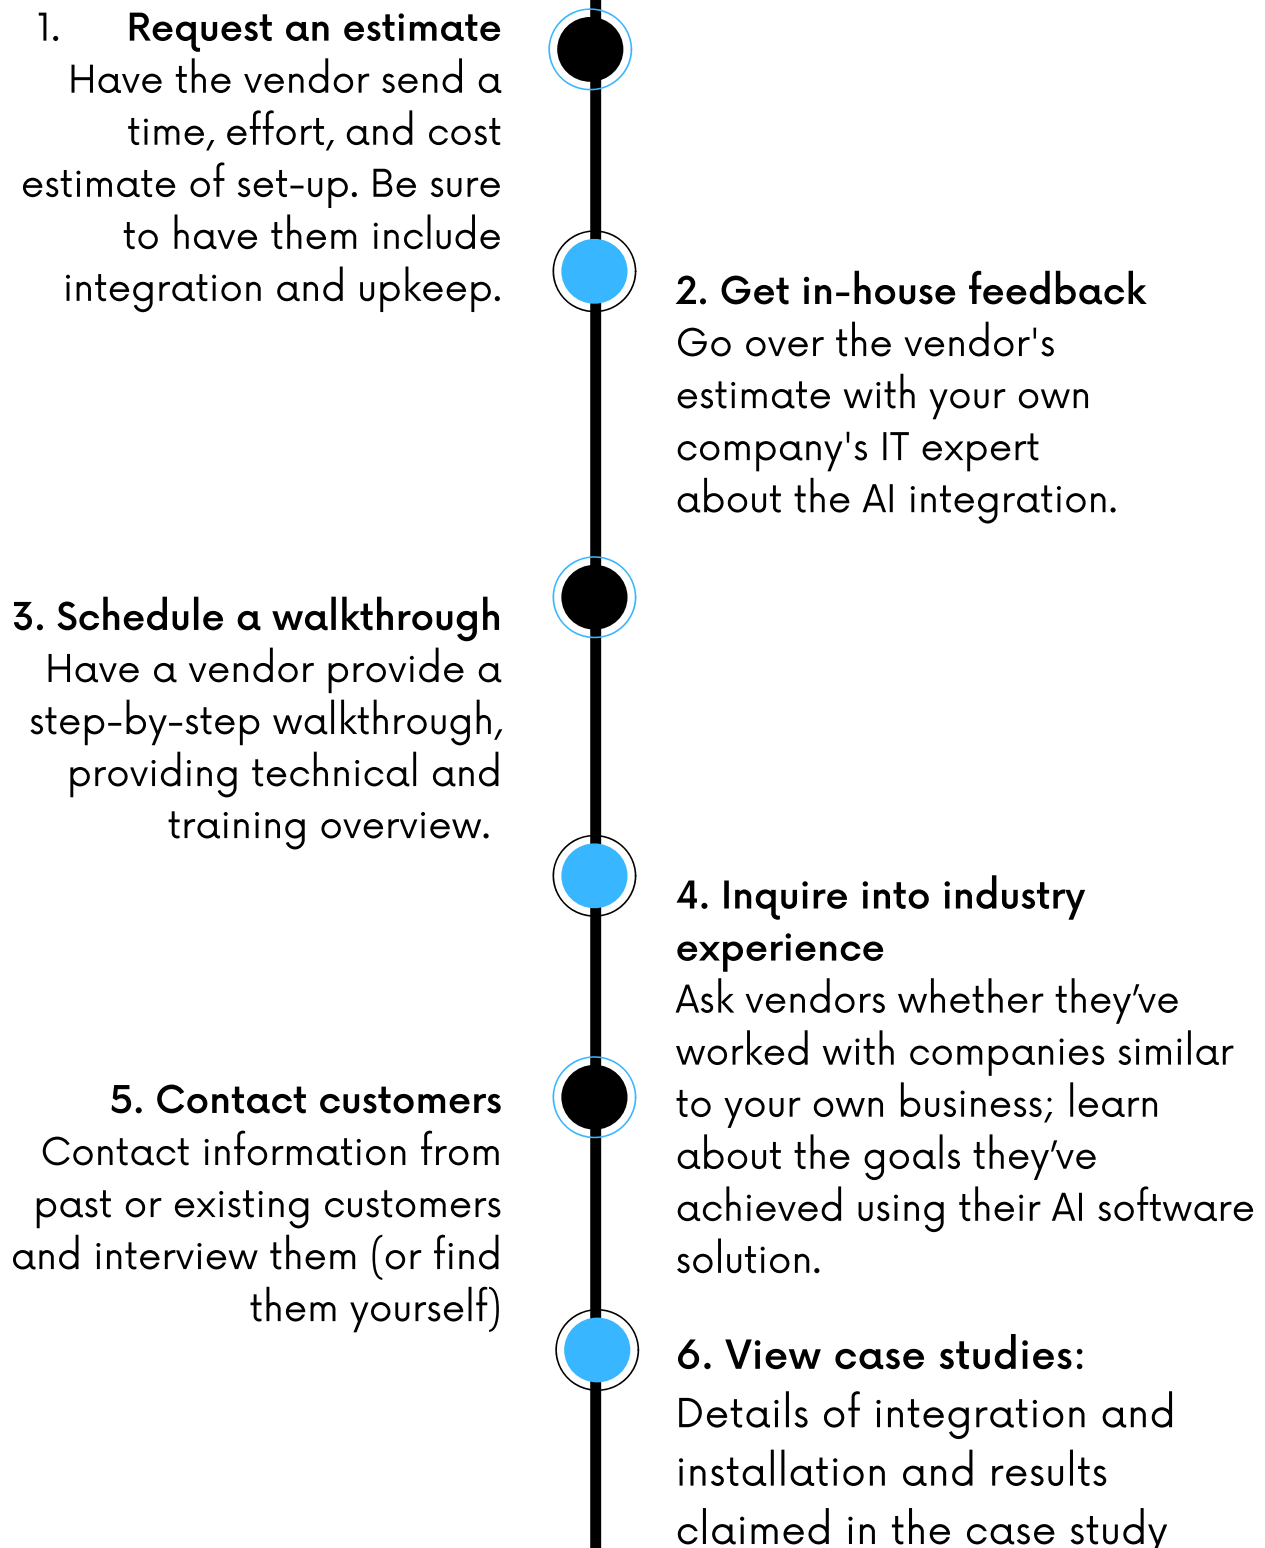 1. Request an estimate
Have the vendor send a
time, effort, and cost
estimate of set-up. Be sure
to have them include
integration and upkeep.
2. Get in-house feedback
Go over the vendor's
estimate with your own
company's IT expert
about the AI integration.
3. Schedule a walkthrough
Have a vendor provide a
step-by-step walkthrough,
providing technical and
training overview.
4. Inquire into industry
experience
Ask vendors whether they’ve
worked with companies similar
to your own business; learn
about the goals they’ve
achieved using their AI software
solution.
5. Contact customers
Contact information from
past or existing customers
and interview them (or find
them yourself)
6. View case studies:
Details of integration and
installation and results
claimed in the case study